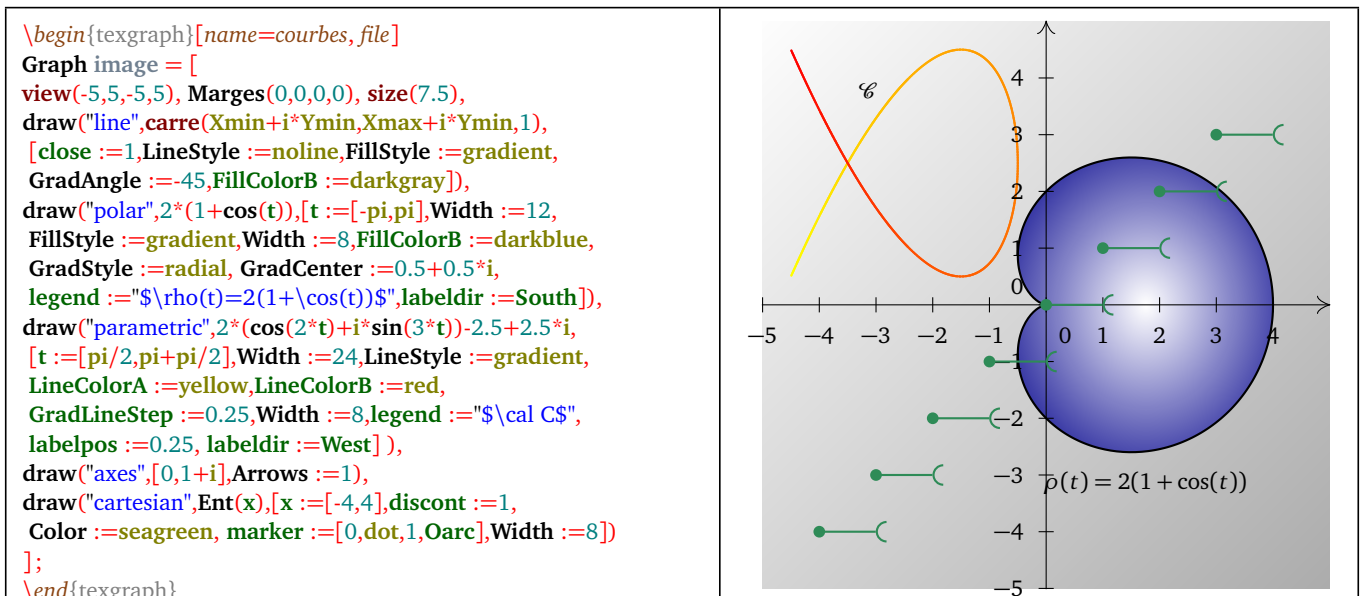 \begin{texgraph}[name=courbes, file]
Graph image = [
view(-5,5,-5,5), Marges(0,0,0,0), size(7.5),
draw("line",carre(Xmin+i*Ymin,Xmax+i*Ymin,1),
[close :=1,LineStyle :=noline,FillStyle :=gradient,
GradAngle :=-45,FillColorB :=darkgray]),
draw("polar",2*(1+cos(t)),[t :=[-pi,pi],Width :=12,
FillStyle :=gradient,Width :=8,FillColorB :=darkblue,
GradStyle :=radial, GradCenter :=0.5+0.5*i,
legend :="$\rho(t)=2(1+\cos(t))$",labeldir :=South]),
draw("parametric",2*(cos(2*t)+i*sin(3*t))-2.5+2.5*i,
[t :=[pi/2,pi+pi/2],Width :=24,LineStyle :=gradient,
LineColorA :=yellow,LineColorB :=red,
GradLineStep :=0.25,Width :=8,legend :="$\cal C$",
labelpos :=0.25, labeldir :=West] ),
draw("axes",[0,1+i],Arrows :=1),
draw("cartesian",Ent(x),[x :=[-4,4],discont :=1,
Color :=seagreen, marker :=[0,dot,1,Oarc],Width :=8])
];
\end{texgraph}
4
𝒞
3
2
1
0
−5 −4 −3 −2 −1 0 1 2 3 4
−1
−2
−3
ρ(t) = 2(1 + cos(t))
−4
−5